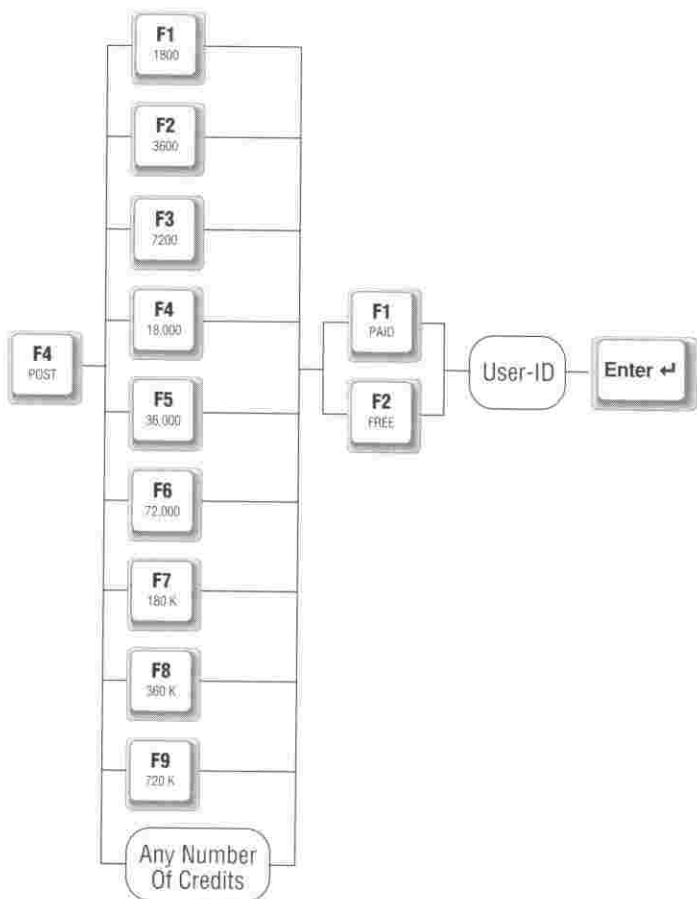 F1
1800
F2
3600
F3
7200
F4
18,000
F5
36,000
F6
72,000
F7
180 K
F8
360 K
F9
720 K
Any Number
Of Credits
F4
POST
F1
PAID
F2
FREE
User-ID
Enter ↵